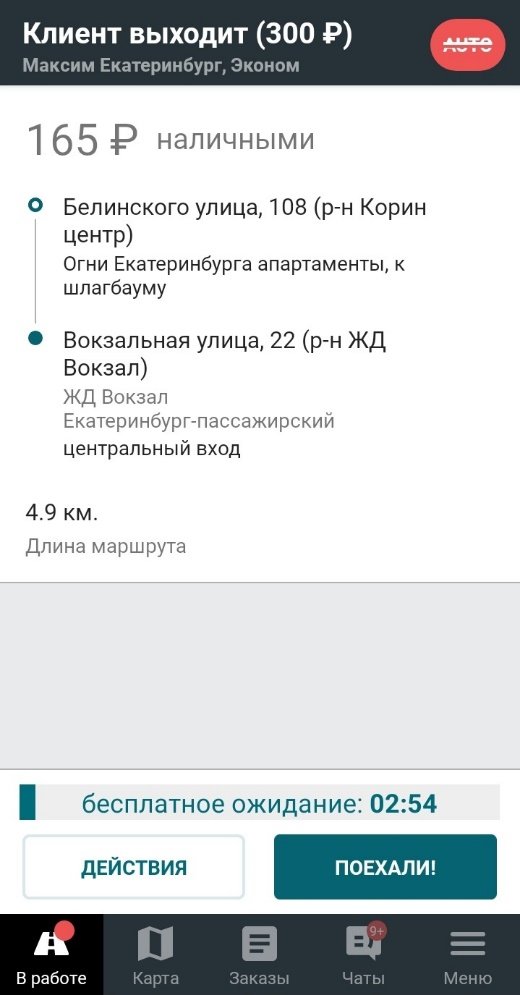 Клиент выходит (300 ₽)
Максим Екатеринбург, Эконом
AUTO
165 ₽ наличными
Белинского улица, 108 (р-н Корин
центр)
Огни Екатеринбурга апартаменты, к
шлагбауму
Вокзальная улица, 22 (р-н ЖД
Вокзал)
ЖД Вокзал
Екатеринбург-пассажирский
центральный вход
4.9 км.
Длина маршрута
бесплатное ожидание: 02:54
ДЕЙСТВИЯ
ПОЕХАЛИ!
9+
В работе
Карта
Заказы
Чаты
Меню